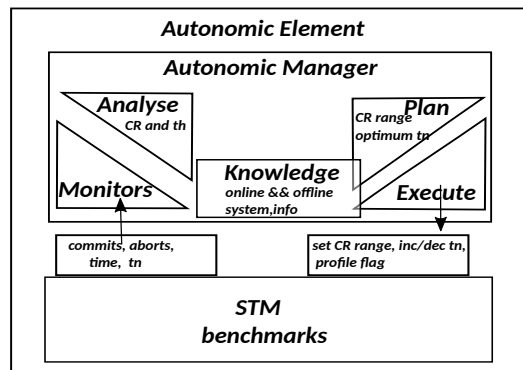 Autonomic Element
Autonomic Manager
Analyse
CR and th
Plan
CR range
optimum tn
Monitors
Knowledge
online && offline
system,info
Execute
commits, aborts,
time, tn
set CR range, inc/dec tn,
profile flag
STM
benchmarks